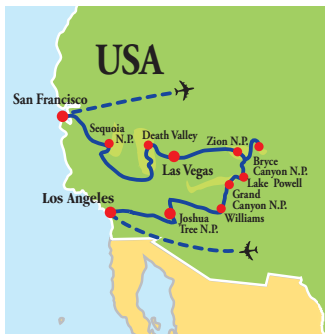 USA
San Francisco
Sequoia
N.P.
Death Valley
Zion N.P.
Las Vegas
Bryce
Canyon N.P.
Lake Powell
Grand
Canyon N.P.
Los Angeles
Joshua
Tree N.P.
Williams